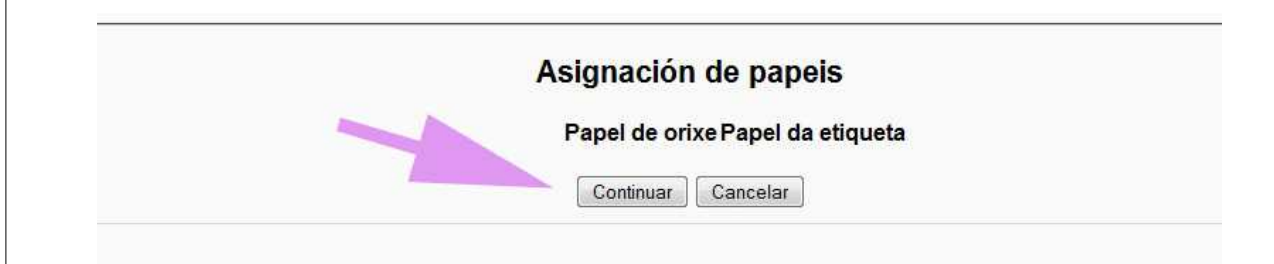 Asignación de papeis
Papel de orixe Papel da etiqueta
Continuar Cancelar